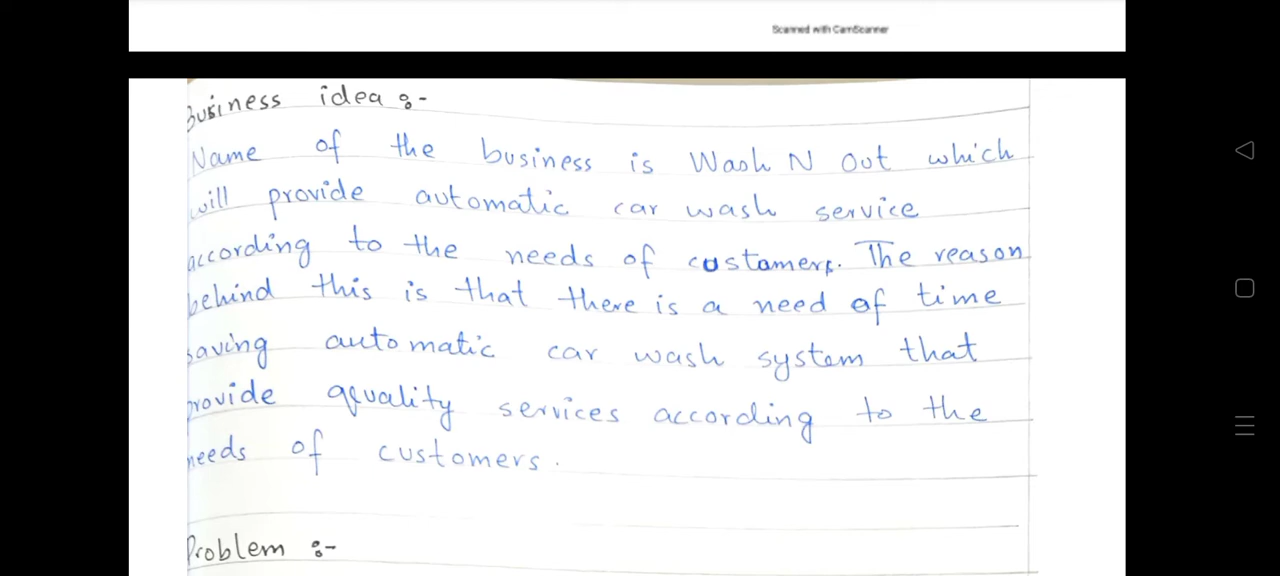 Scanned with CamScanner
Business idea :-
Name of the business is Wash N Out which
will provide automatic car wash service
according to the needs of costamers. The reason
behind this is that there is a need of time
saving automatic car wash system that
provide quality services according to the
needs of customers.
Problem :-